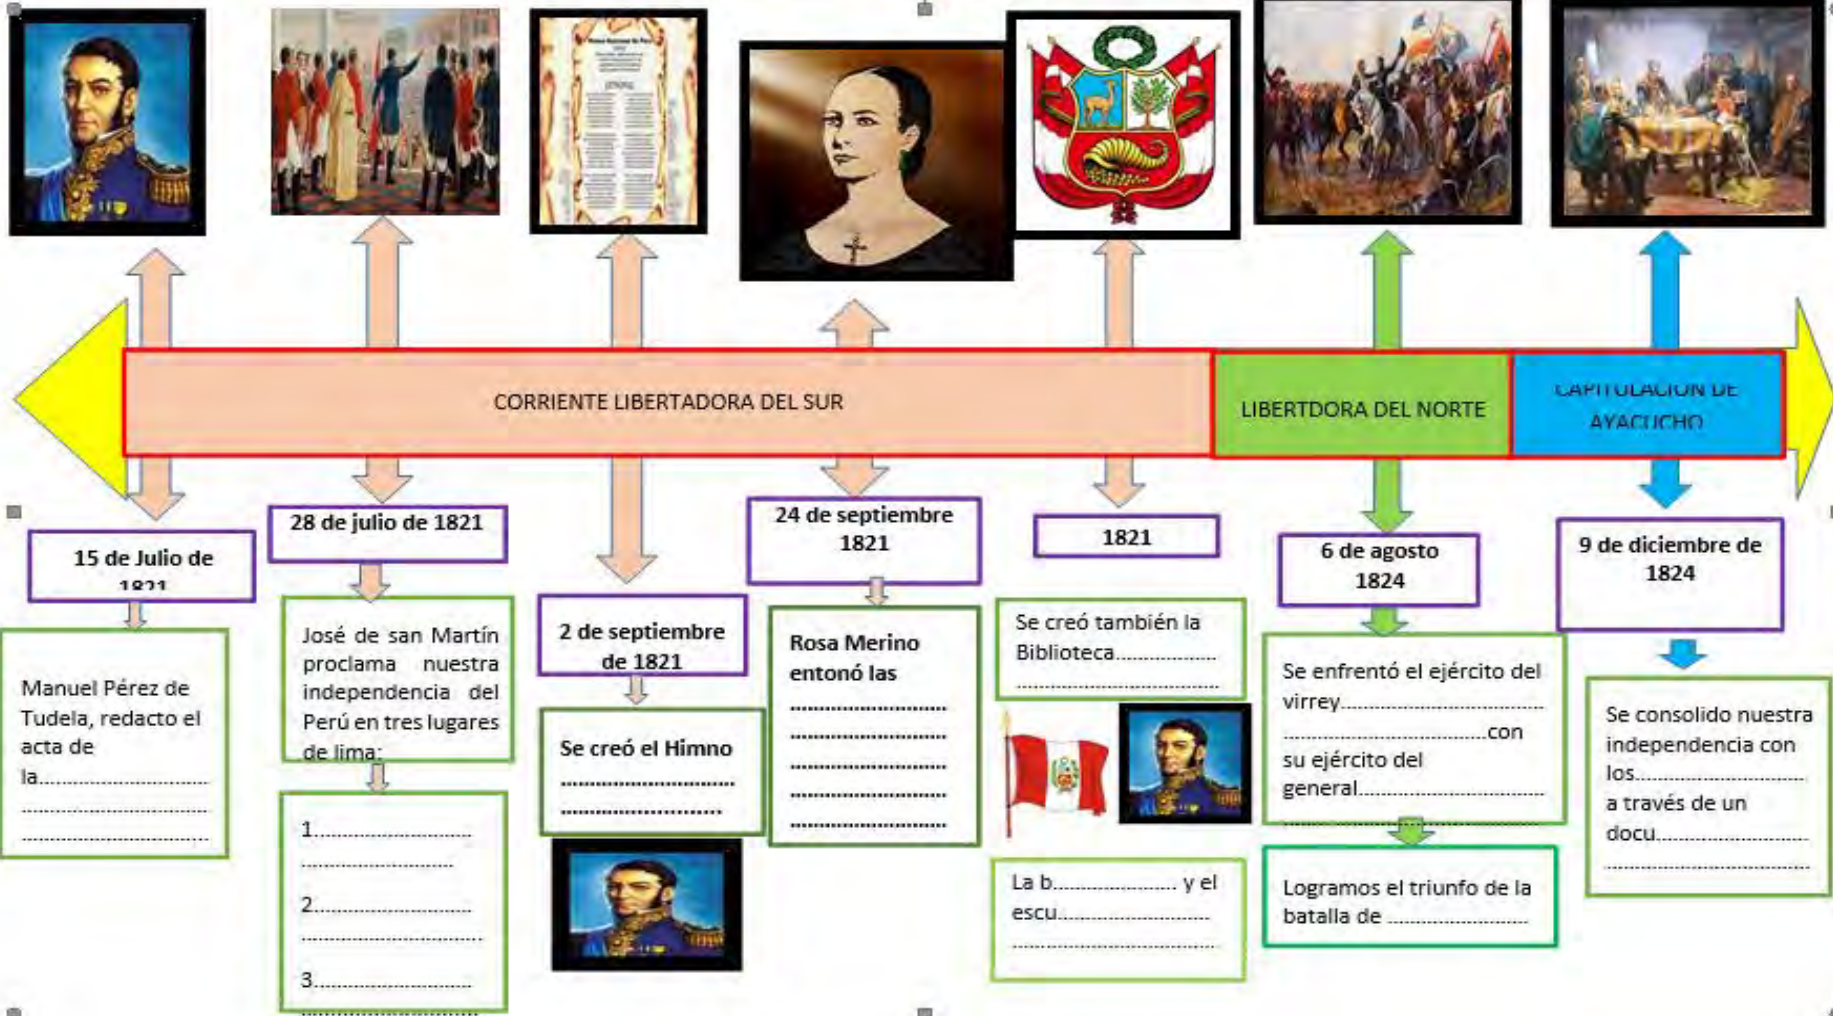 CORRIENTE LIBERTADORA DEL SUR
LIBERTDORA DEL NORTE
CAPITULACION DE
AYACUCHO
15 de Julio de
1821
Manuel Pérez de
Tudela, redacto el
acta de
la..............................
..............................
..............................
28 de julio de 1821
José de san Martín
proclama nuestra
independencia del
Perú en tres lugares
de lima:
1..............................
..............................
2..............................
..............................
3..............................
..............................
2 de septiembre
de 1821
Se creó el Himno
..............................
..............................
24 de septiembre
1821
Rosa Merino
entonó las
..............................
..............................
..............................
..............................
..............................
1821
Se creó también la
Biblioteca....................
..............................
La b.................... y el
escu....................
..............................
6 de agosto
1824
Se enfrentó el ejército del
virrey..............................
..............................con
su ejército del
general..............................
..............................
Logramos el triunfo de la
batalla de ....................
9 de diciembre de
1824
Se consolido nuestra
independencia con
los..............................
a través de un
docu..............................
..............................